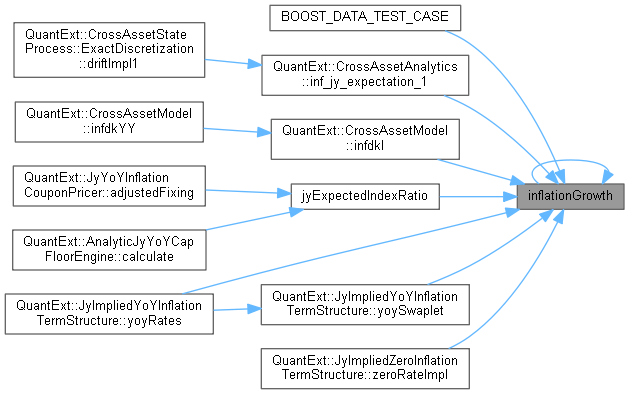 BOOST_DATA_TEST_CASE
QuantExt::CrossAssetState
Process::ExactDiscretization
::driftImpl1
QuantExt::CrossAssetAnalytics
::inf_jy_expectation_1
QuantExt::CrossAssetModel
::infdkYY
QuantExt::CrossAssetModel
::infdkI
QuantExt::JyYoYInflation
CouponPricer::adjustedFixing
jyExpectedIndexRatio
inflationGrowth
QuantExt::AnalyticJyYoYCap
FloorEngine::calculate
QuantExt::JyImpliedYoYInflation
TermStructure::yoyRates
QuantExt::JyImpliedYoYInflation
TermStructure::yoySwaplet
QuantExt::JyImpliedZeroInflation
TermStructure::zeroRateImpl